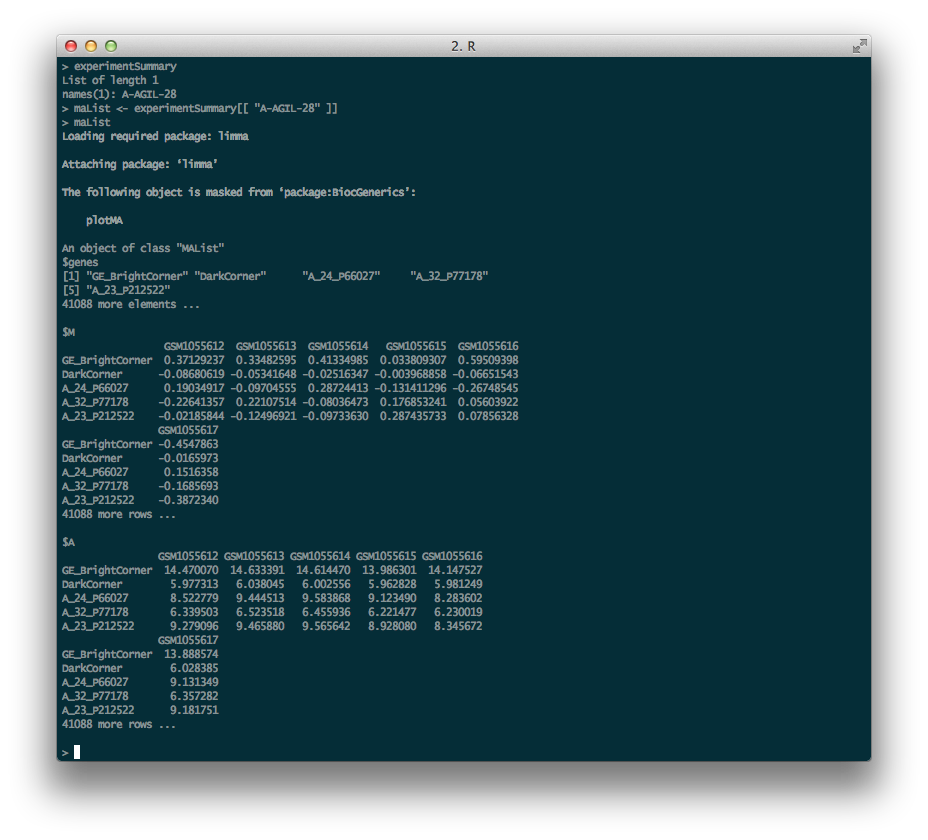 2. R
> experimentSummary
List of length 1
names(1): A-AGIL-28
> maList <- experimentSummary[[ "A-AGIL-28" ]]
> maList
Loading required package: limma

Attaching package: ‘limma’

The following object is masked from ‘package:BiocGenerics’:

    plotMA

An object of class "MAList"
$genes
[1] "GE_BrightCorner" "DarkCorner"      "A_24_P66027"     "A_32_P77178"
[5] "A_23_P212522"
41088 more elements ...

$M
                 GSM1055612  GSM1055613  GSM1055614   GSM1055615  GSM1055616
GE_BrightCorner  0.37129237  0.33482595  0.41334985  0.033809307  0.59509398
DarkCorner      -0.08680619 -0.05341648 -0.02516347 -0.003968858 -0.06651543
A_24_P66027      0.19034917 -0.09704555  0.28724413 -0.131411296 -0.26748545
A_32_P77178     -0.22641357  0.22107514 -0.08036473  0.176853241  0.05603922
A_23_P212522    -0.02185844 -0.12496921 -0.09733630  0.287435733  0.07856328
                GSM1055617
GE_BrightCorner -0.4547863
DarkCorner      -0.0165973
A_24_P66027      0.1516358
A_32_P77178     -0.1685693
A_23_P212522    -0.3872340
41088 more rows ...

$A
                GSM1055612 GSM1055613 GSM1055614 GSM1055615 GSM1055616
GE_BrightCorner  14.470070  14.633391  14.614470  13.986301  14.147527
DarkCorner        5.977313   6.038045   6.002556   5.962828   5.981249
A_24_P66027       8.522779   9.444513   9.583868   9.123490   8.283602
A_32_P77178       6.339503   6.523518   6.455936   6.221477   6.230019
A_23_P212522      9.279096   9.465880   9.565642   8.928080   8.345672
                GSM1055617
GE_BrightCorner  13.888574
DarkCorner        6.028385
A_24_P66027       9.131349
A_32_P77178       6.357282
A_23_P212522      9.181751
41088 more rows ...

>